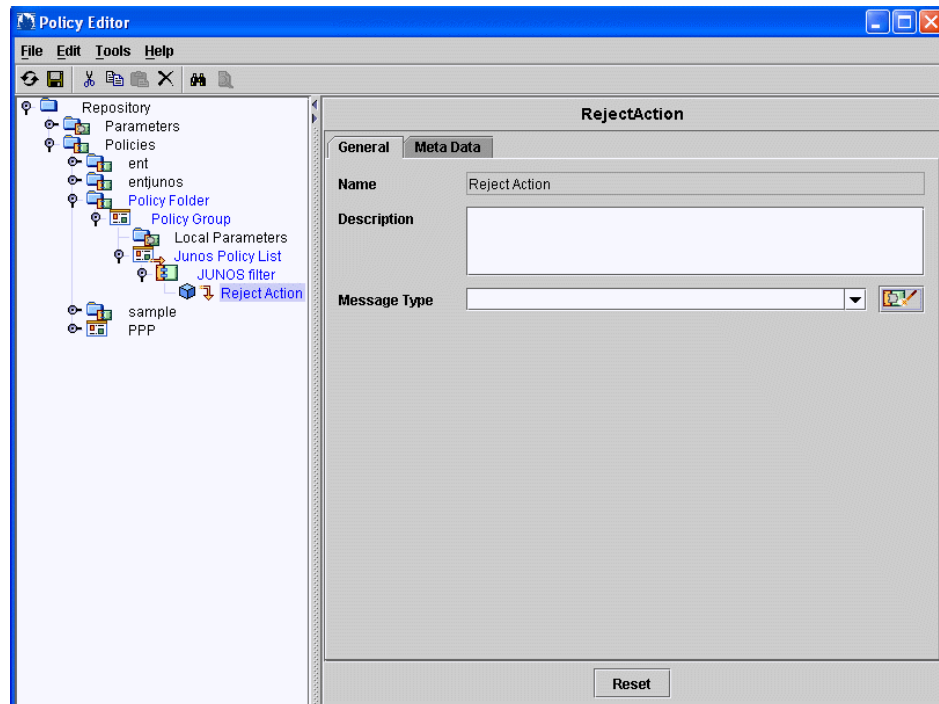 Policy Editor
File Edit Tools Help
Repository
Parameters
Policies
ent
entjunos
Policy Folder
Policy Group
Local Parameters
Junos Policy List
JUNOS filter
Reject Action
sample
PPP
RejectAction
General Meta Data
Name Reject Action
Description
Message Type
Reset